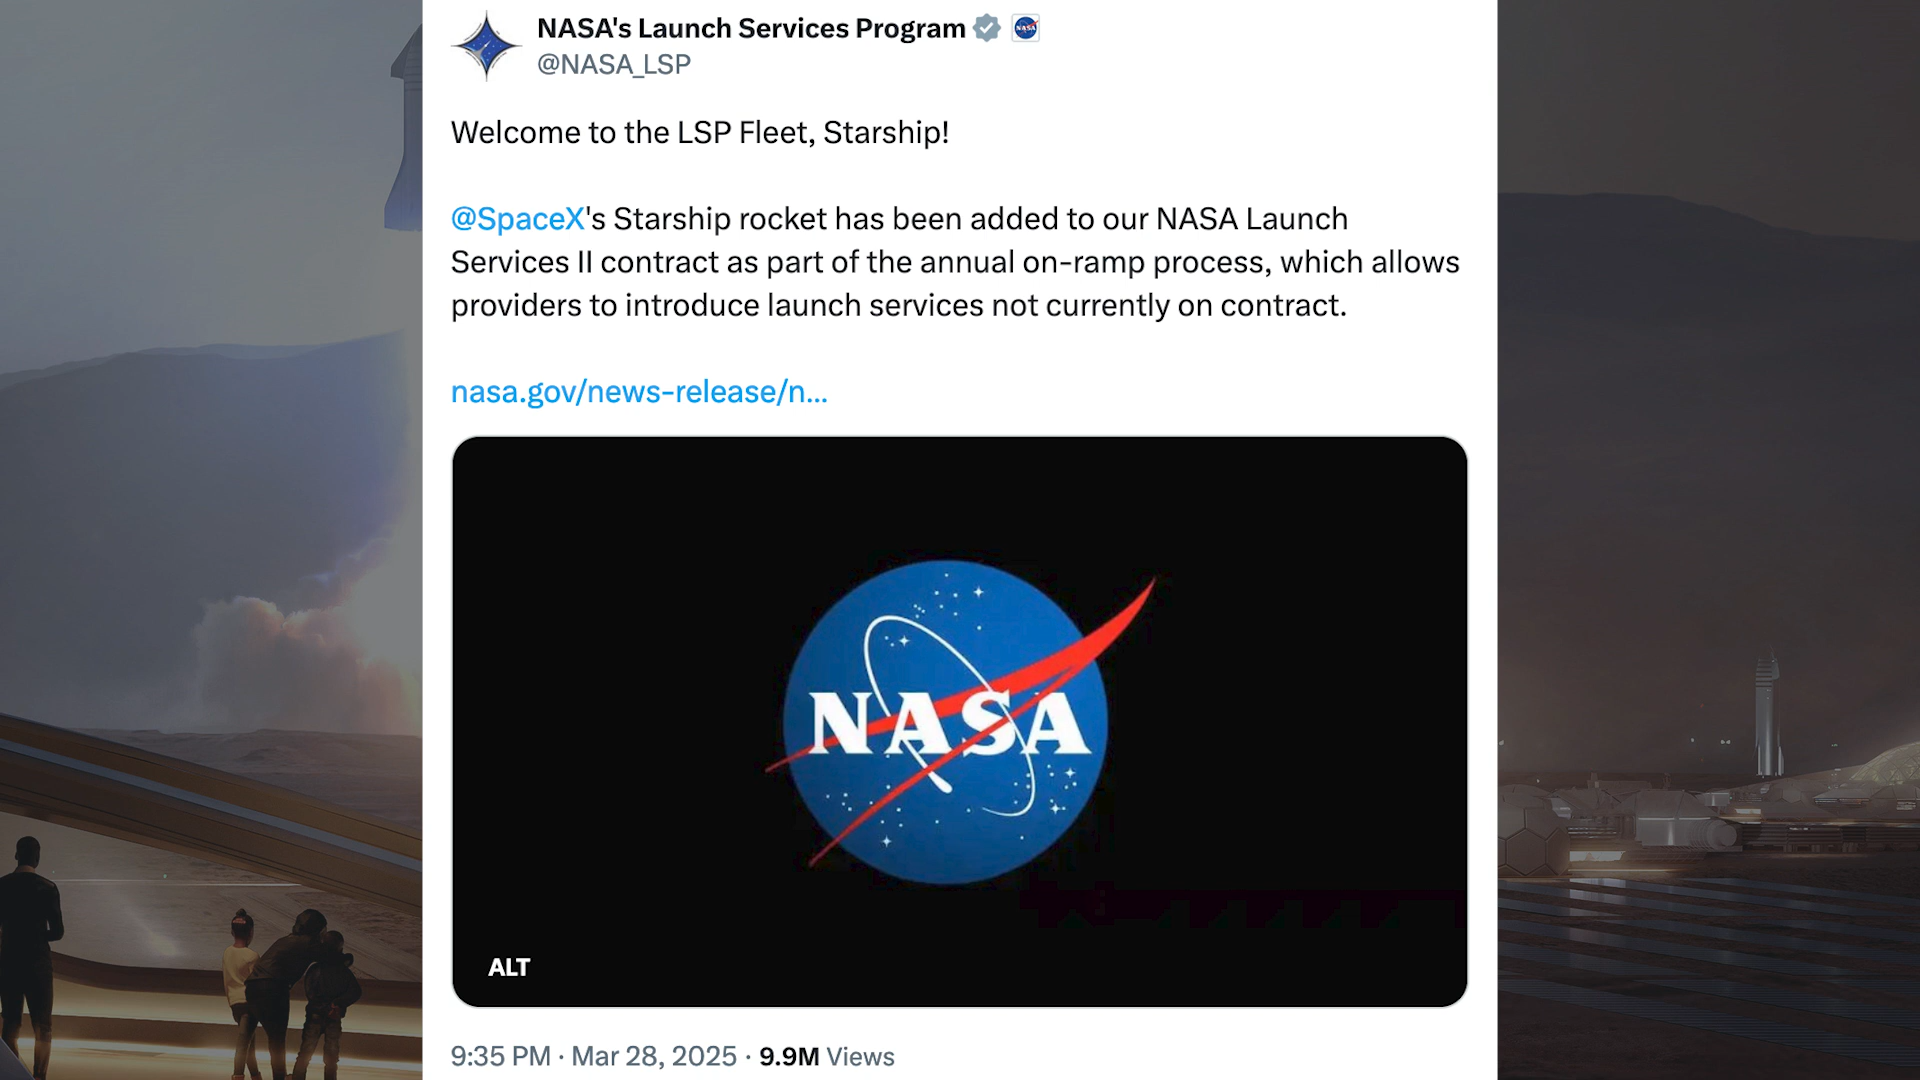 NASA's Launch Services Program
NASA
@NASA_LSP
Welcome to the LSP Fleet, Starship!
@SpaceX's Starship rocket has been added to our NASA Launch
Services II contract as part of the annual on-ramp process, which allows
providers to introduce launch services not currently on contract.
nasa.gov/news-release/n...
NASA
ALT
9:35 PM · Mar 28, 2025 · 9.9M Views